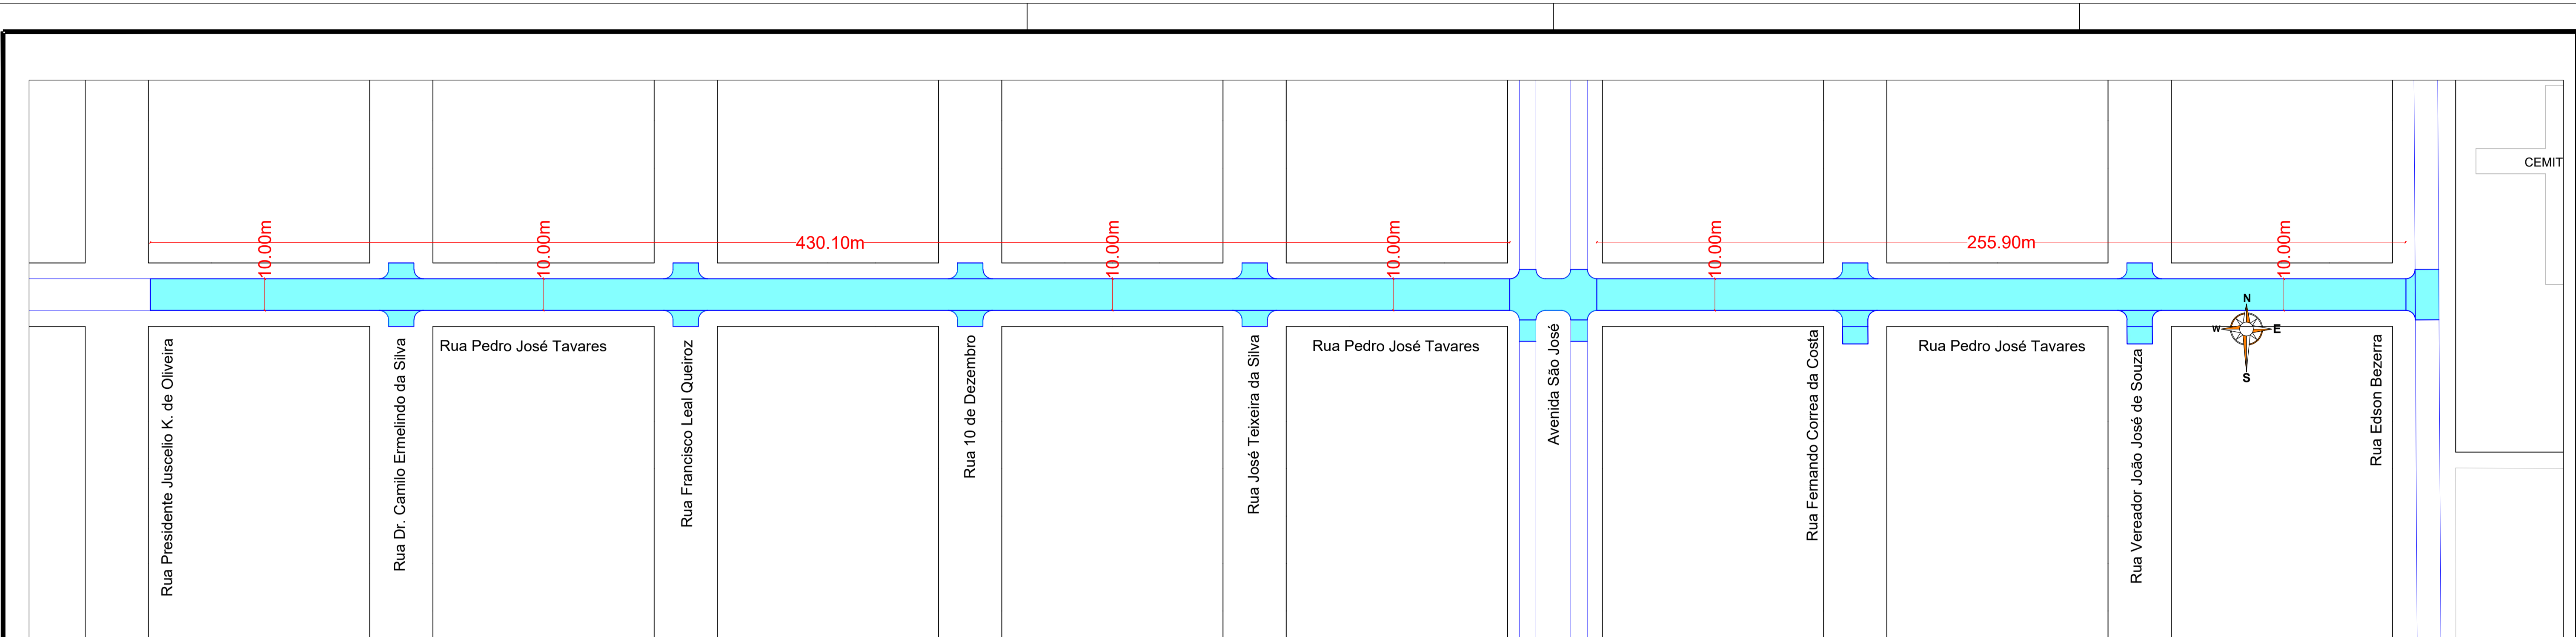 CEMIT
430.10m
255.90m
10.00m
10.00m
10.00m
10.00m
10.00m
10.00m
N
W
E
S
Rua Pedro José Tavares
Rua Pedro José Tavares
Rua Pedro José Tavares
Rua Presidente Juscelio K. de Oliveira
Rua Dr. Camilo Ermelindo da Silva
Rua Francisco Leal Queiroz
Rua 10 de Dezembro
Rua José Teixeira da Silva
Avenida São José
Rua Fernando Correa da Costa
Rua Vereador João José de Souza
Rua Edson Bezerra